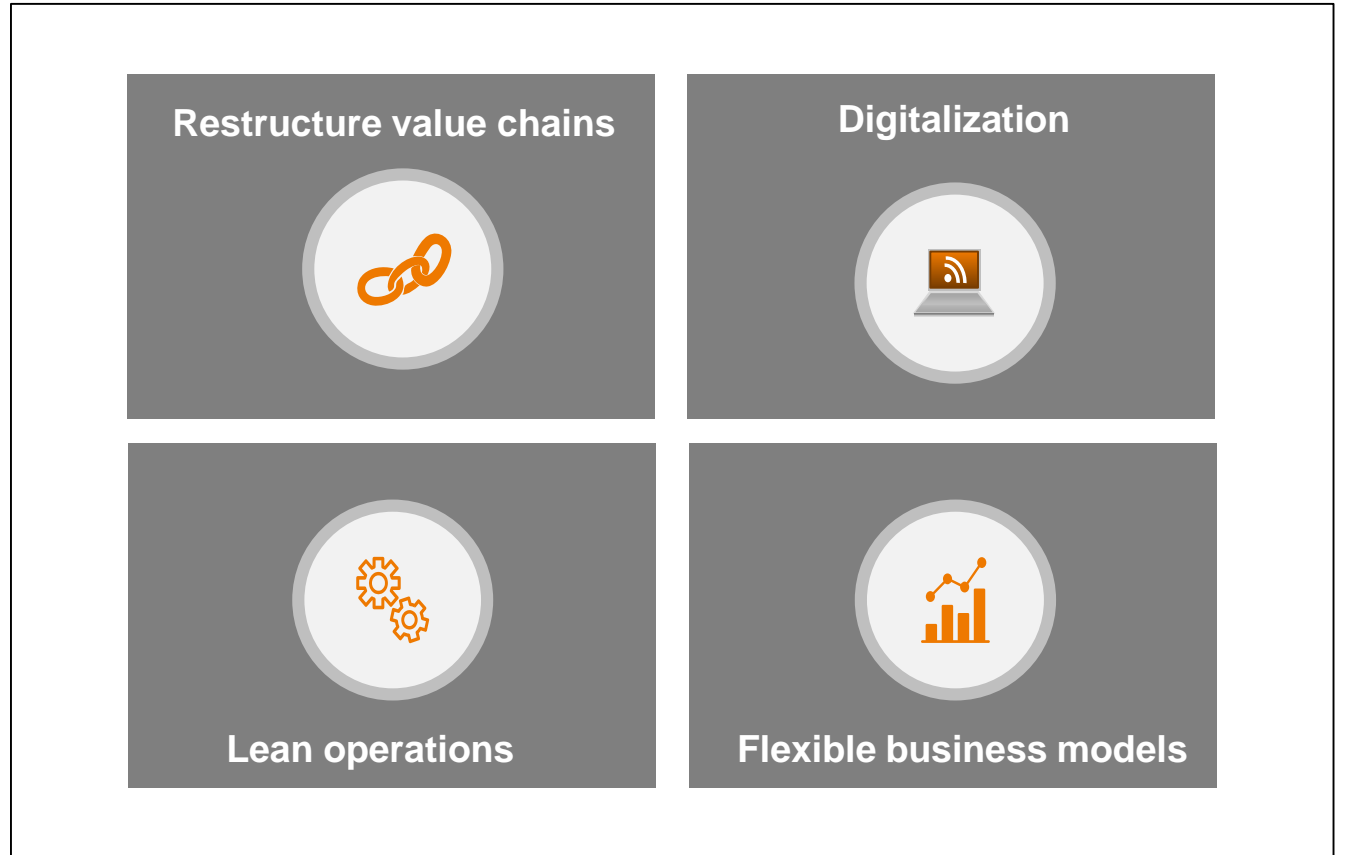 Restructure value chains
Digitalization
Lean operations
Flexible business models